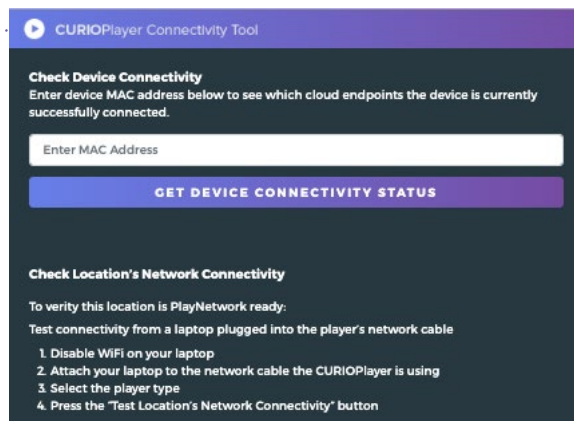 CURIOPlayer Connectivity Tool
Check Device Connectivity
Enter device MAC address below to see which cloud endpoints the device is currently
successfully connected.
Enter MAC Address
GET DEVICE CONNECTIVITY STATUS
Check Location's Network Connectivity
To verity this location is PlayNetwork ready:
Test connectivity from a laptop plugged into the player's network cable
1. Disable WiFi on your laptop
2. Attach your laptop to the network cable the CURIOPlayer is using
3. Select the player type
4. Press the "Test Location's Network Connectivity" button